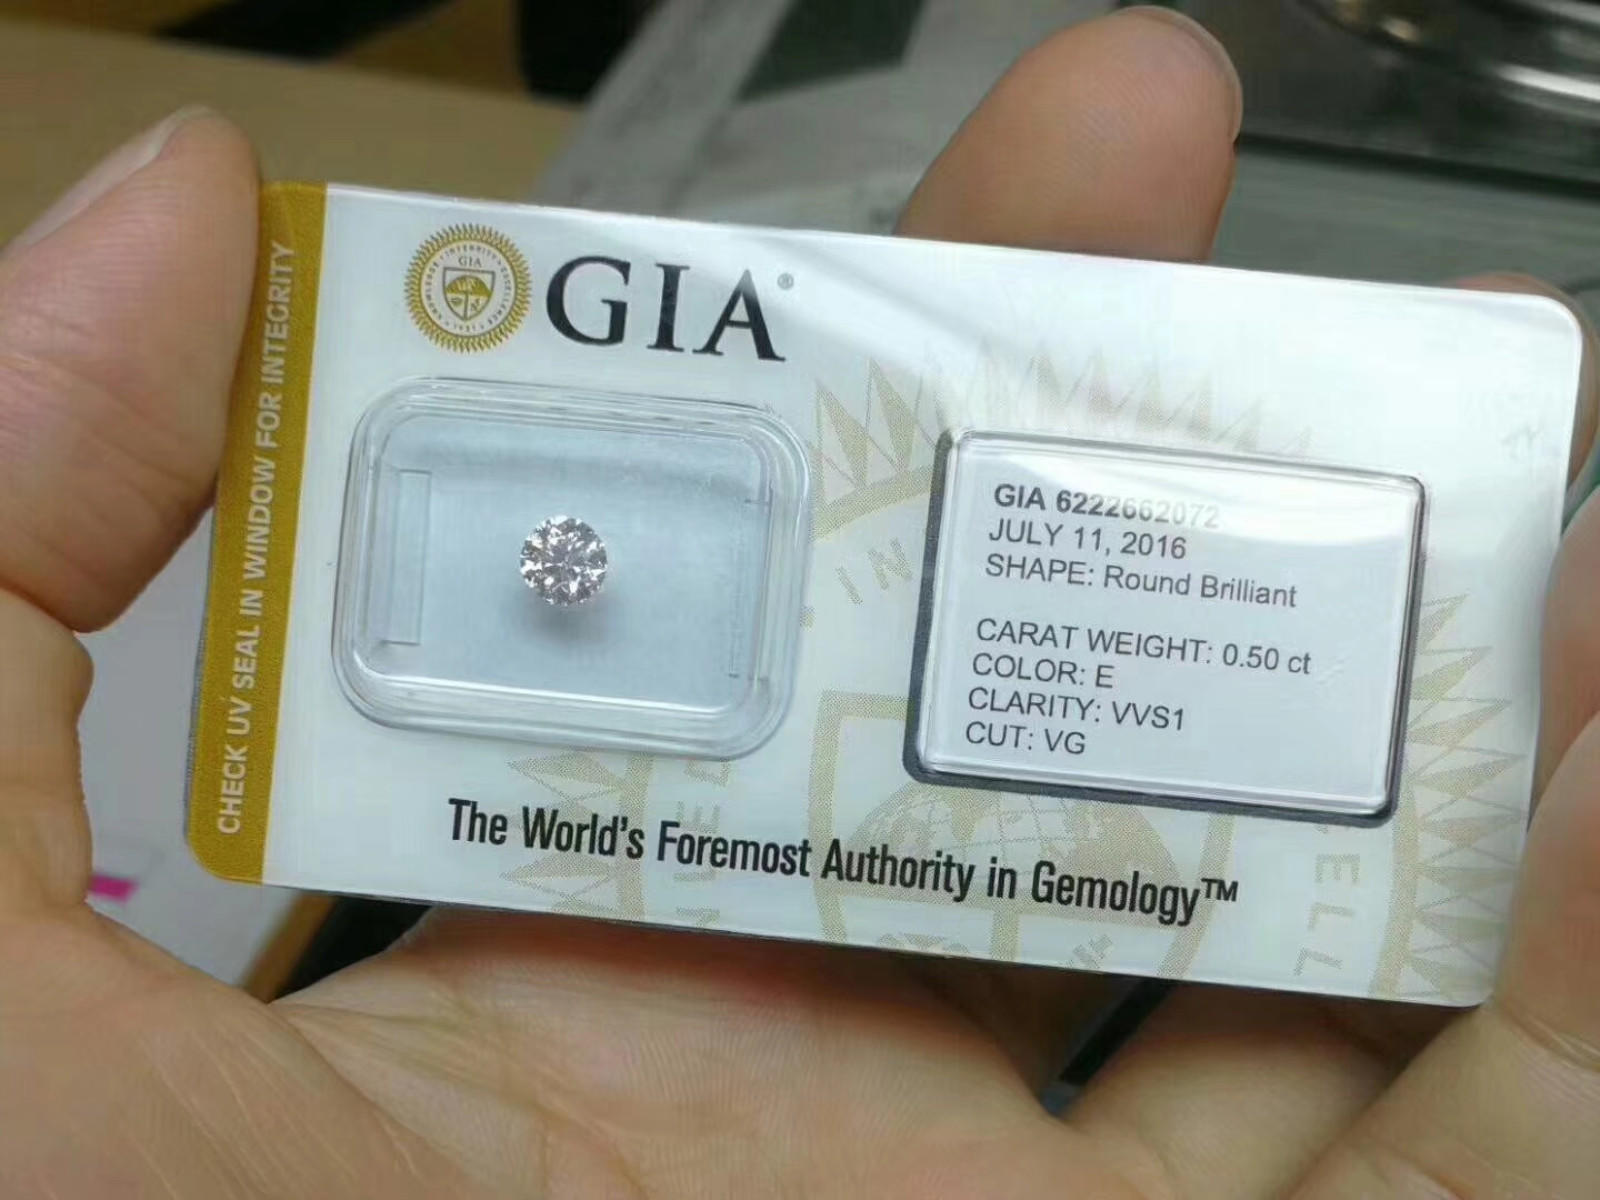 CHECK UV SEAL IN WINDOW FOR INTEGRITY
GIA
GIA®
GIA 6222662072
JULY 11, 2016
SHAPE: Round Brilliant
CARAT WEIGHT: 0.50 ct
COLOR: E
CLARITY: VVS1
CUT: VG
The World's Foremost Authority in Gemology™